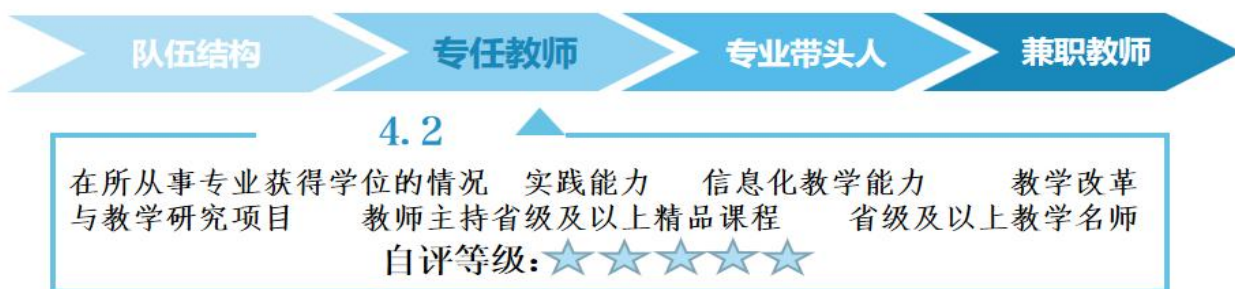 队伍结构 专任教师 专业带头人 兼职教师
4.2
在所从事专业获得学位的情况 实践能力 信息化教学能力 教学改革
与教学研究项目 教师主持省级及以上精品课程 省级及以上教学名师
自评等级: